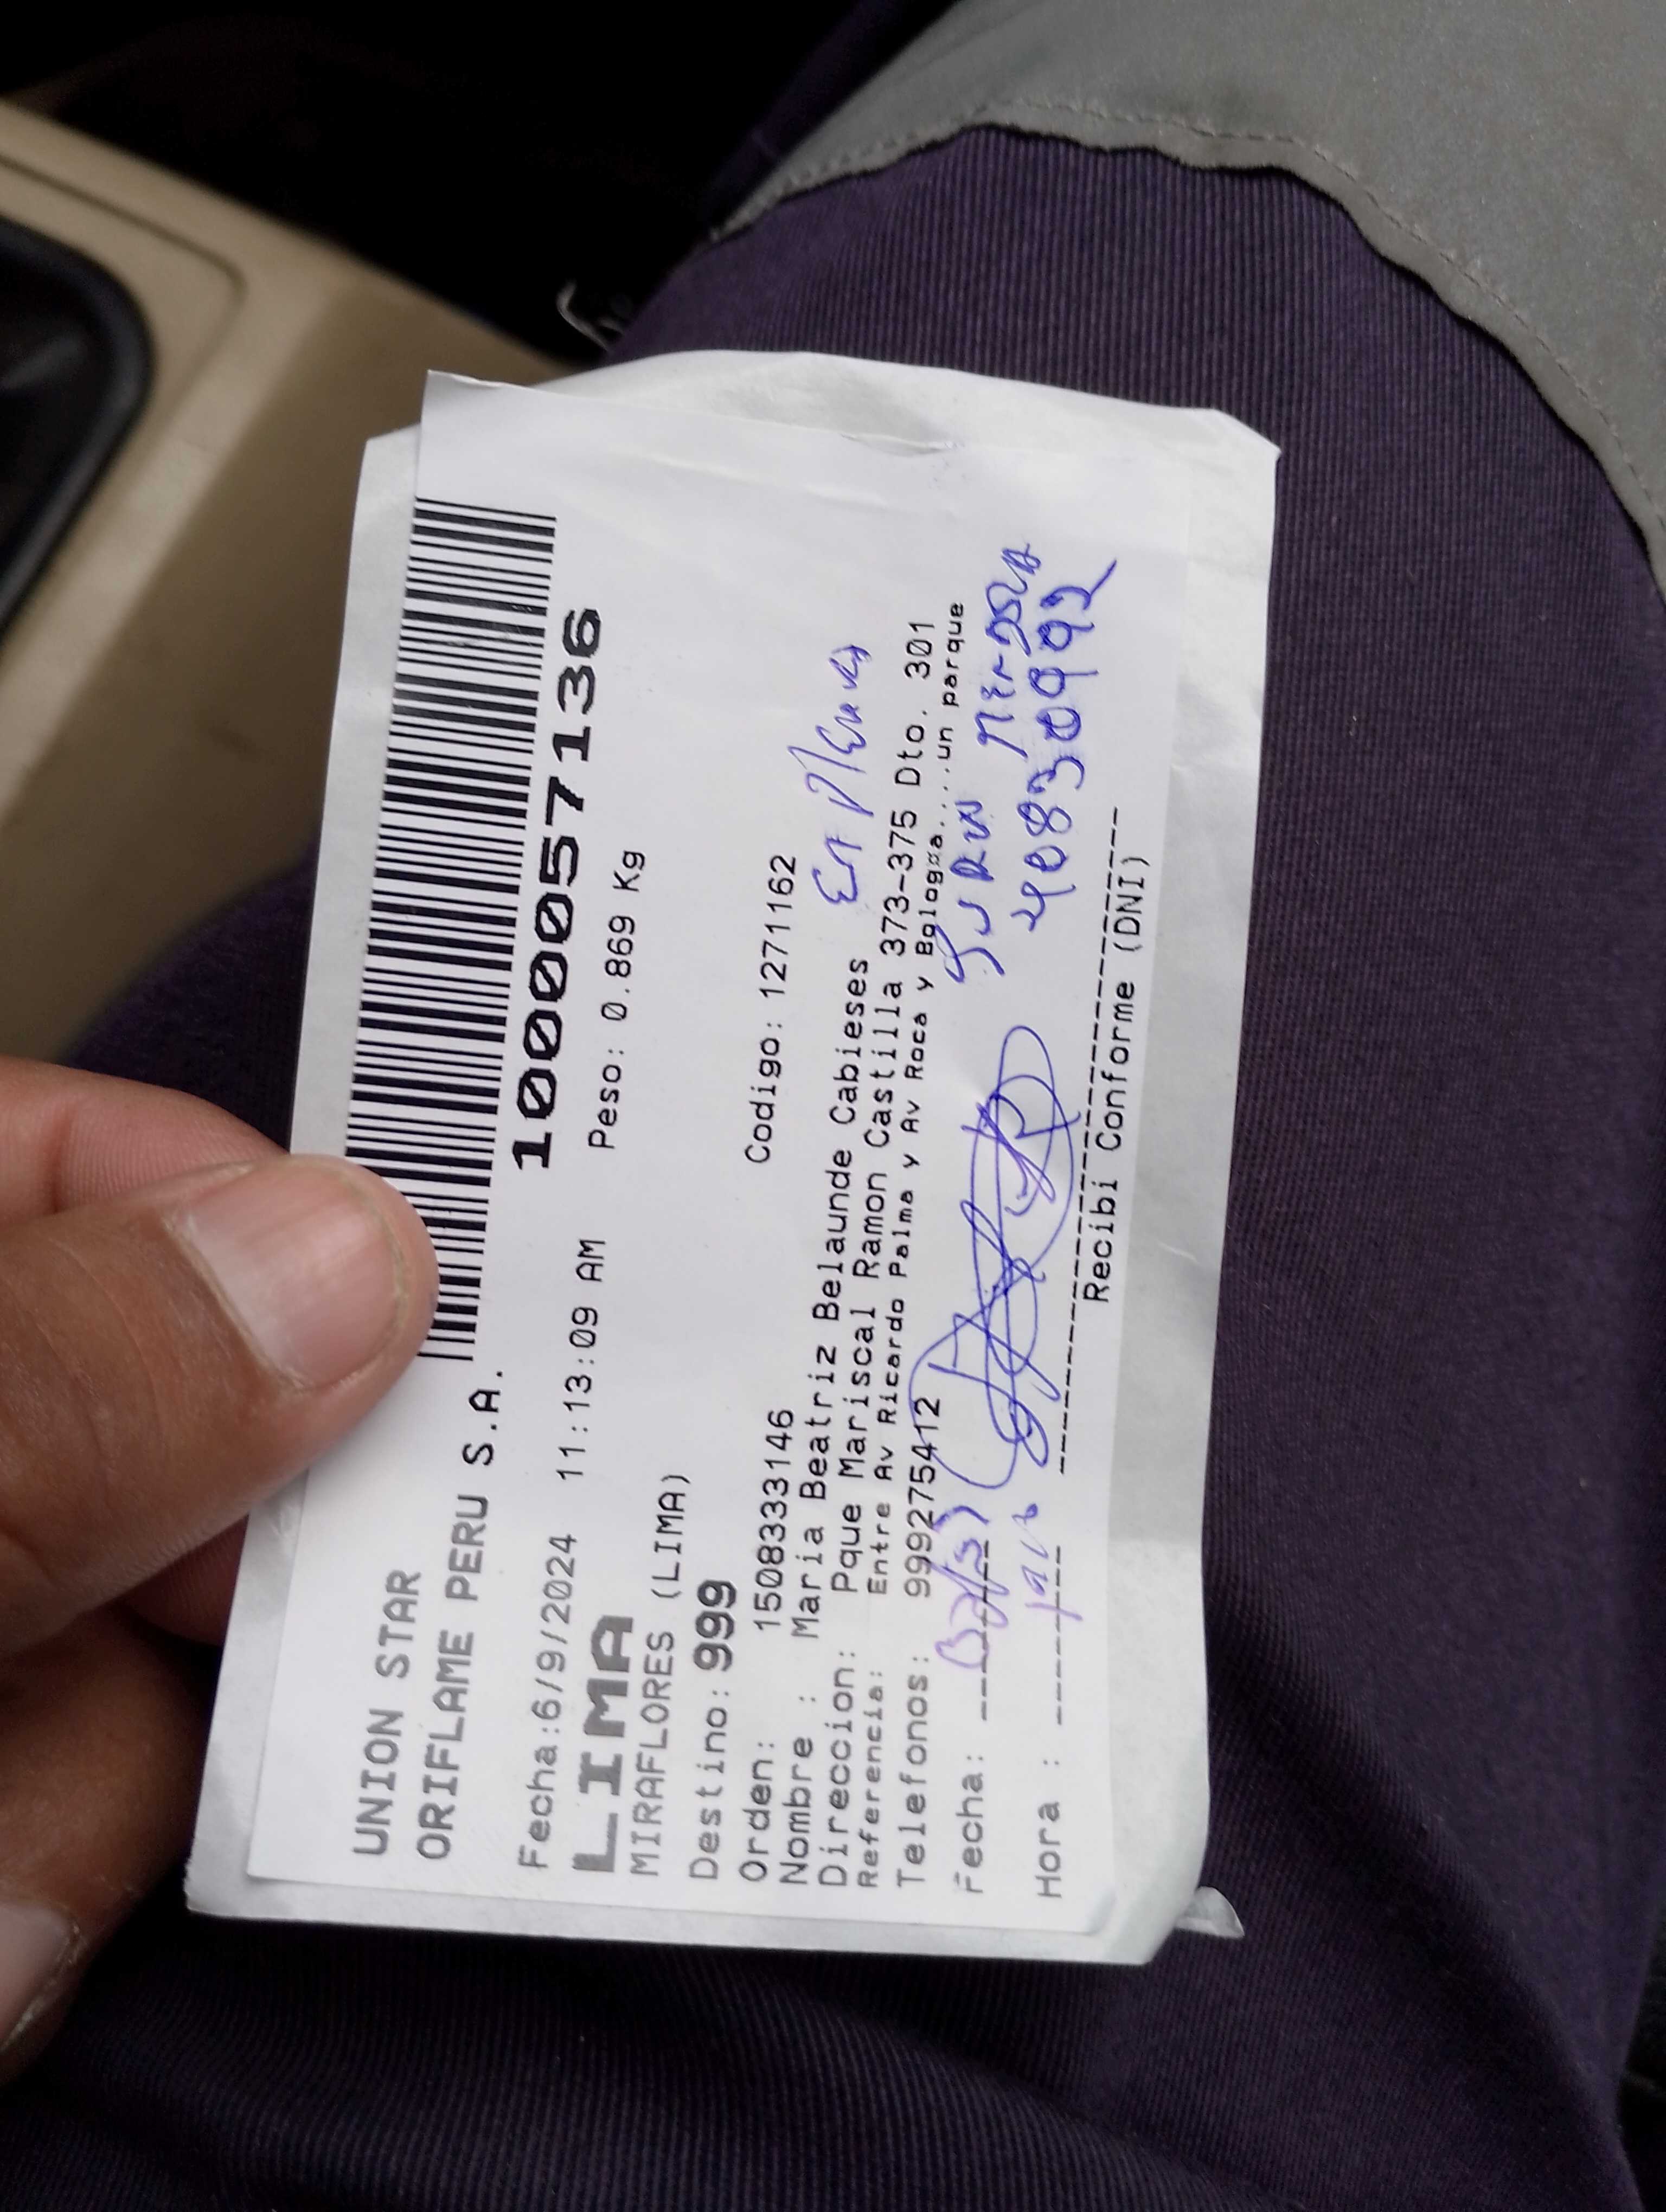 UNION STAR
ORIFLAME PERU S.A.
1000057136
Fecha:6/9/2024 11:13:09 AM Peso: 0.869 Kg
LIMA
MIRAFLORES (LIMA)
Destino: 999
Orden: 1508333146 Codigo: 1271162
Nombre : Maria Beatriz Belaunde Cabieses
Direccion: Pque Mariscal Ramon Castilla 373-375 Dto. 301
Referencia: Entre Av Ricardo Palma y Av Roca y Bologna....un parque
Telefonos: 999275412
Fecha:
Hora :
40830992
Recibi Conforme (DNI)